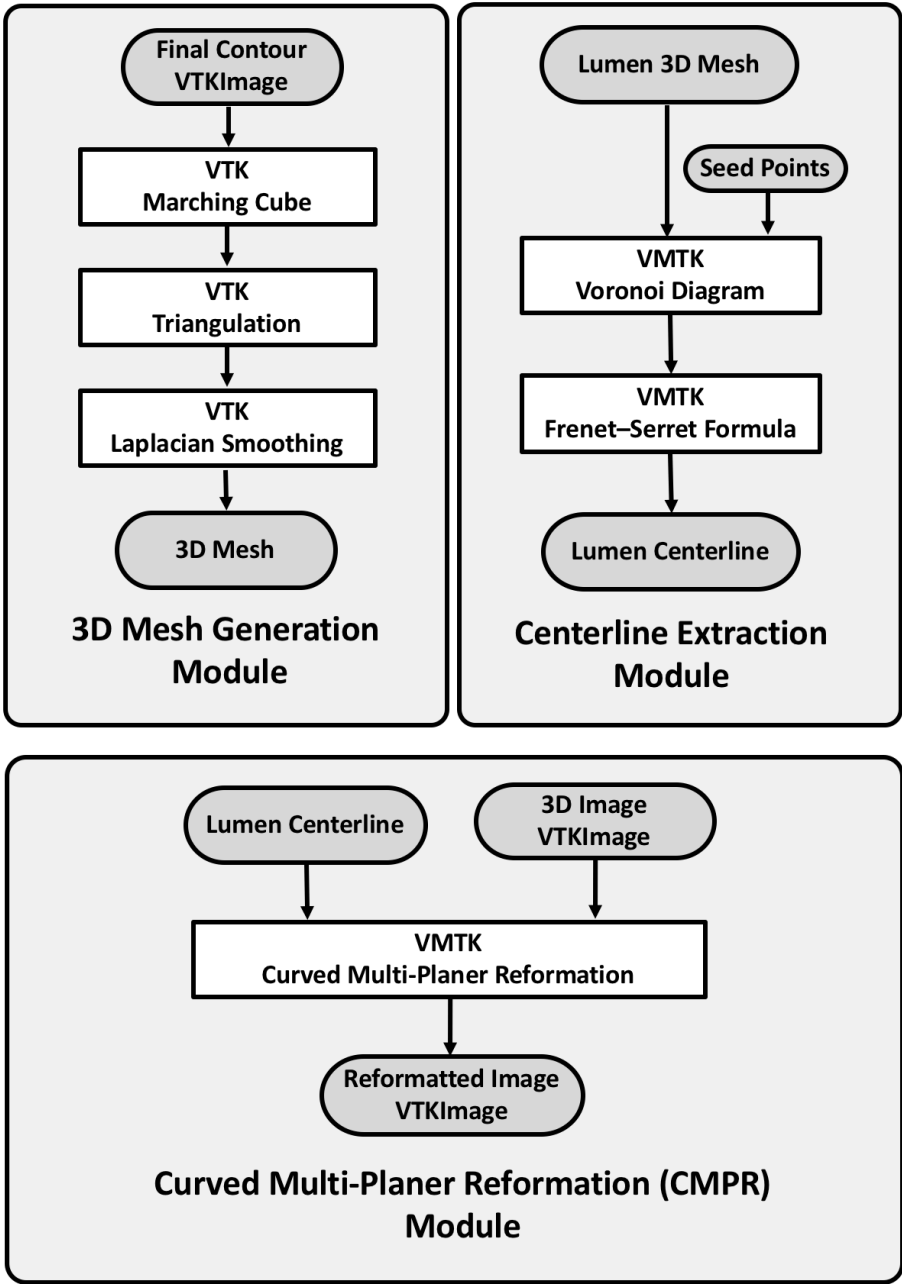 Final Contour
VTKImage
VTK
Marching Cube
VTK
Triangulation
VTK
Laplacian Smoothing
3D Mesh
3D Mesh Generation
Module
Lumen 3D Mesh
Seed Points
VMTK
Voronoi Diagram
VMTK
Frenet–Serret Formula
Lumen Centerline
Centerline Extraction
Module
Lumen Centerline
3D Image
VTKImage
VMTK
Curved Multi-Planer Reformation
Reformatted Image
VTKImage
Curved Multi-Planer Reformation (CMPR)
Module